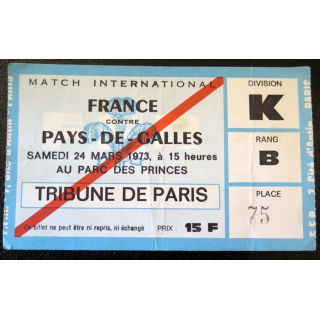 MATCH INTERNATIONAL
FRANCE
contre
PAYS-DE-GALLES
SAMEDI 24 MARS 1973, à 15 heures
AU PARC DES PRINCES
TRIBUNE DE PARIS
Ce billet ne peut être ni repris, ni échangé
PRIX : 15 F
DIVISION
K
RANG
B
PLACE
75